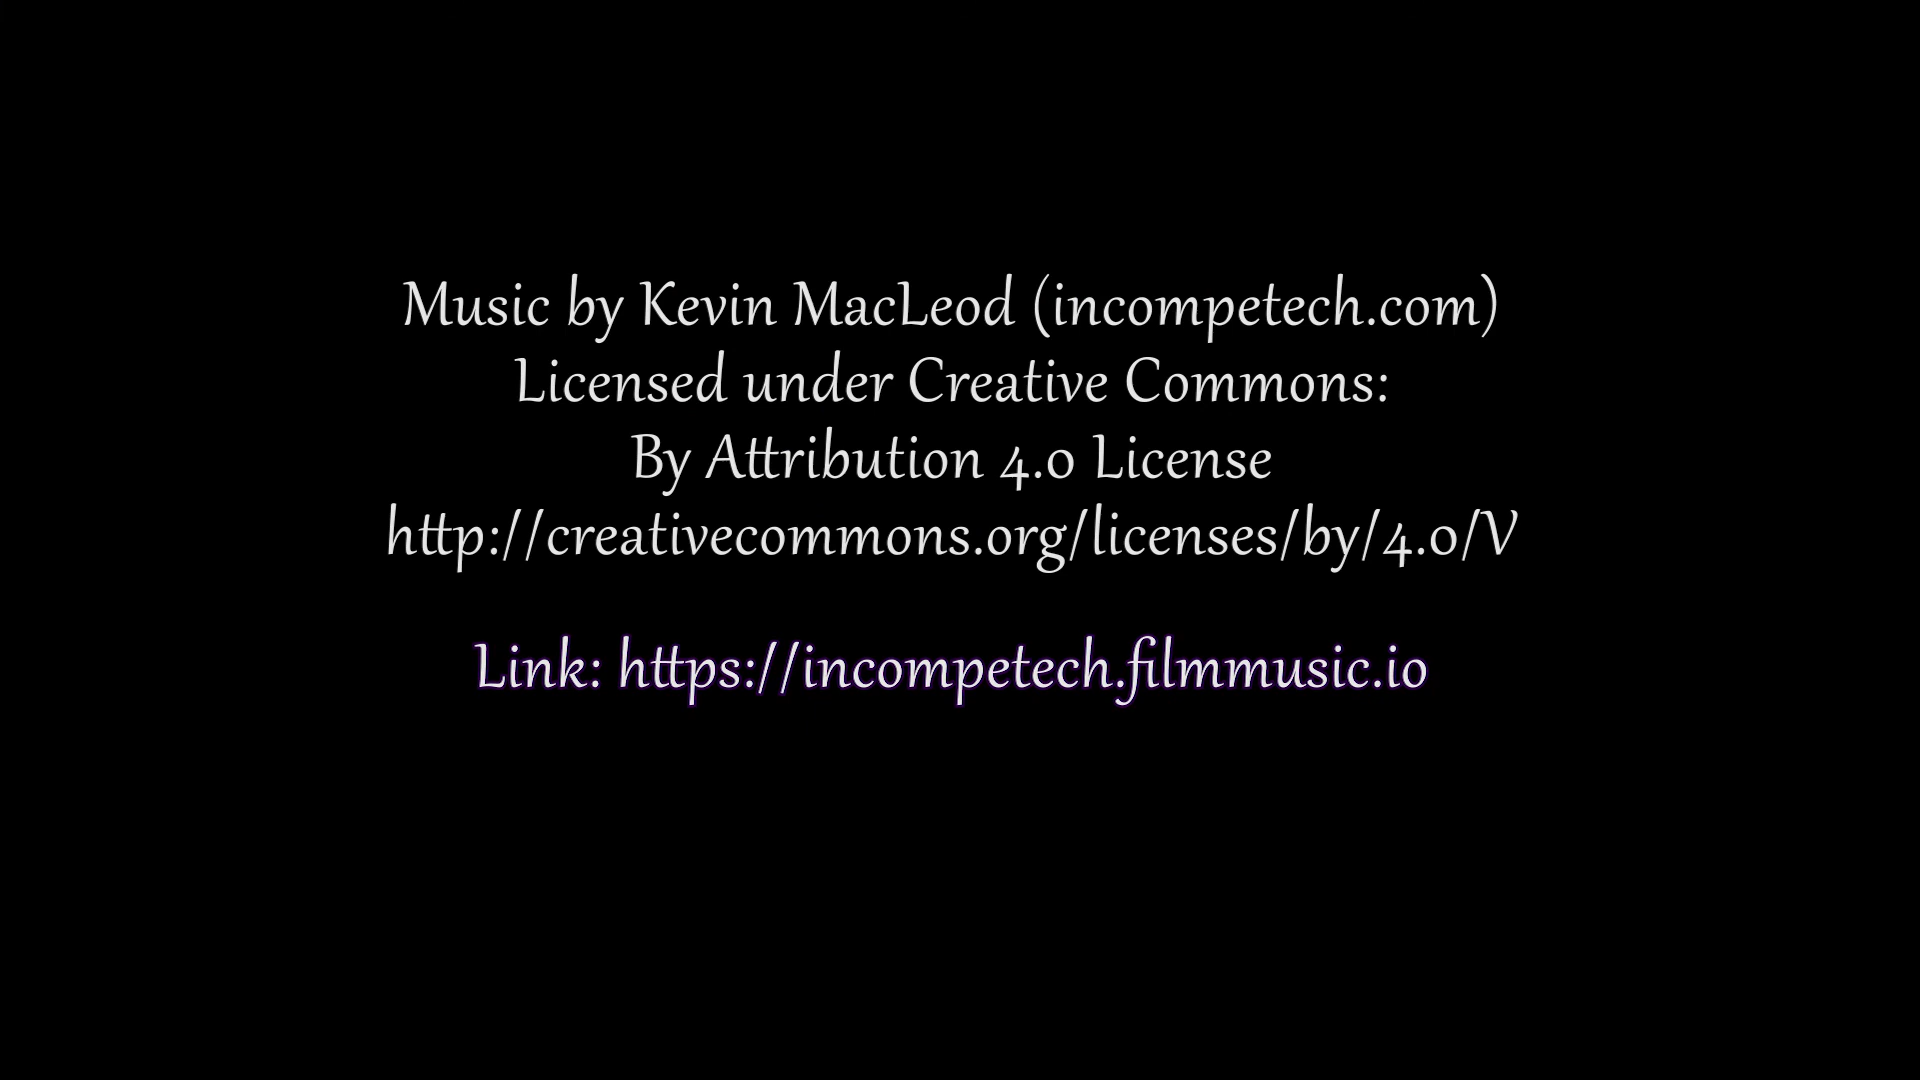 Music by Kevin MacLeod (incompetech.com)
Licensed under Creative Commons:
By Attribution 4.0 License
http://creativecommons.org/licenses/by/4.0/V
Link: https://incompetech.filmmusic.io